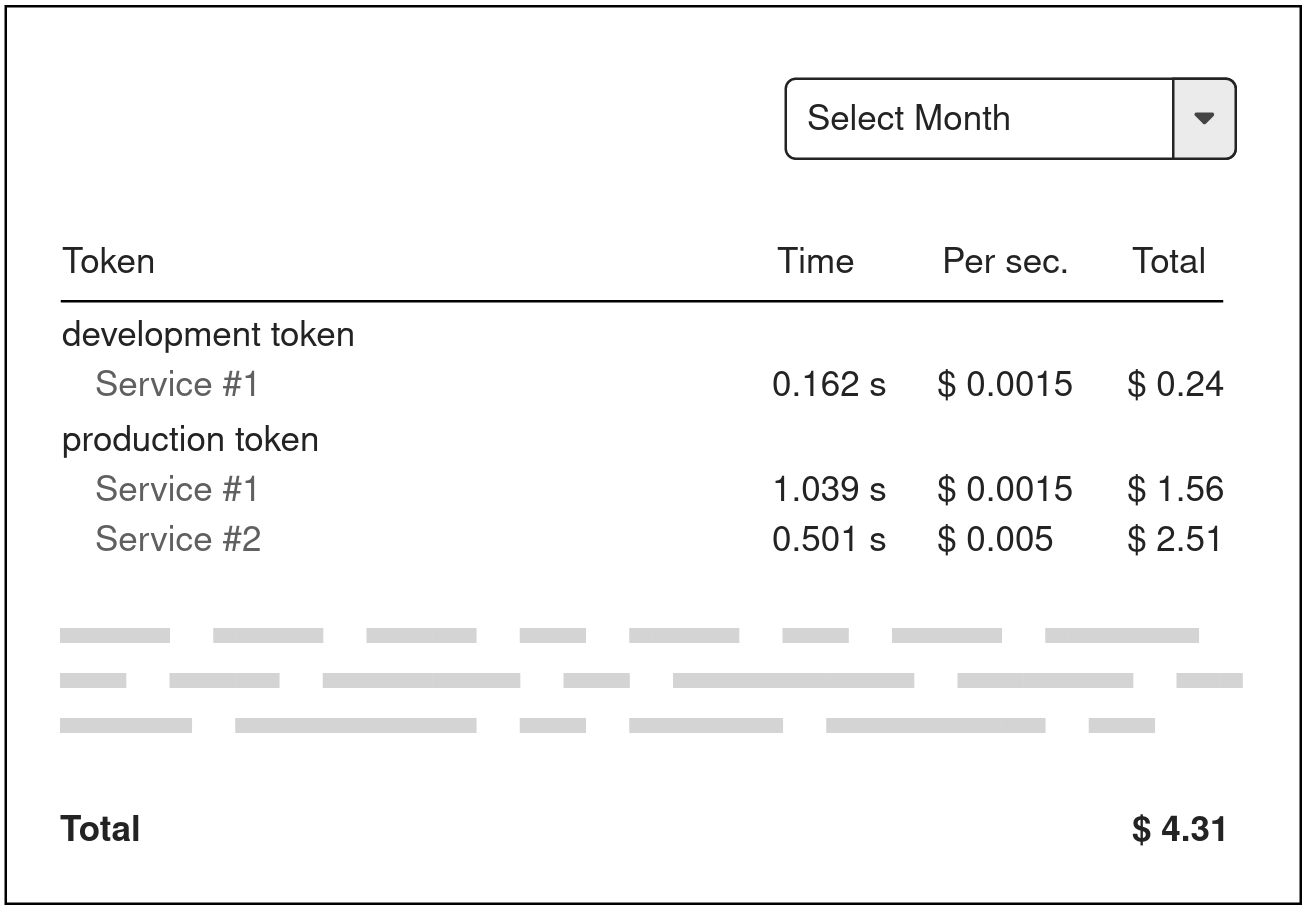 Select Month
Token Time Per sec. Total
development token
Service #1 0.162 s $ 0.0015 $ 0.24
production token
Service #1 1.039 s $ 0.0015 $ 1.56
Service #2 0.501 s $ 0.005 $ 2.51
Total $ 4.31